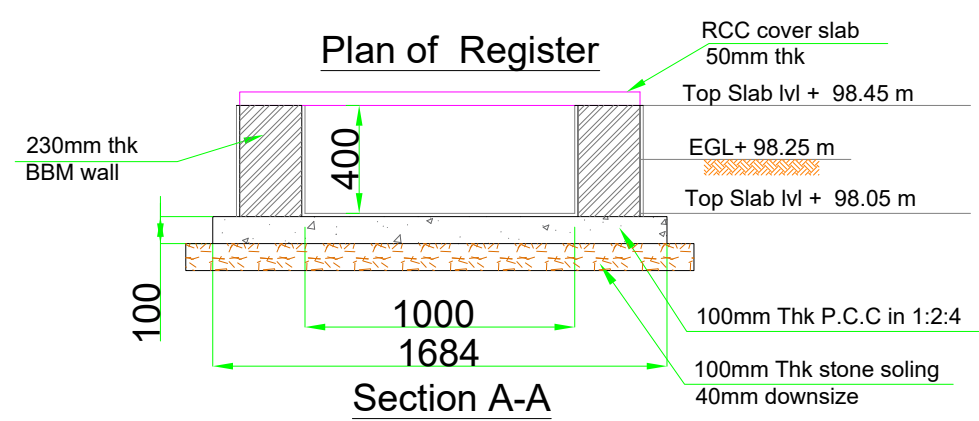 Plan of Register
RCC cover slab
50mm thk
Top Slab lvl + 98.45 m
230mm thk
BBM wall
400
EGL+ 98.25 m
Top Slab lvl + 98.05 m
100
1000
100mm Thk P.C.C in 1:2:4
1684
100mm Thk stone soling
40mm downsize
Section A-A